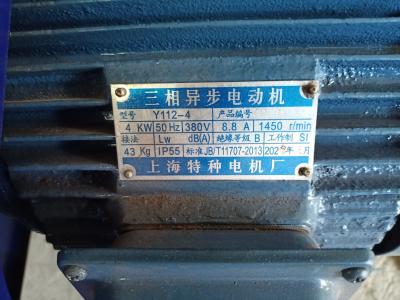 三相异步电动机
型号 Y112-4 产品编号
4 KW 50Hz 380V 8.8 A 1450 r/min
接法 Lw dB(A) 绝缘等级 B 工作制 SI
43 Kg IP55 标准JB/T11707-2013 202 年 月
上海特种电机厂